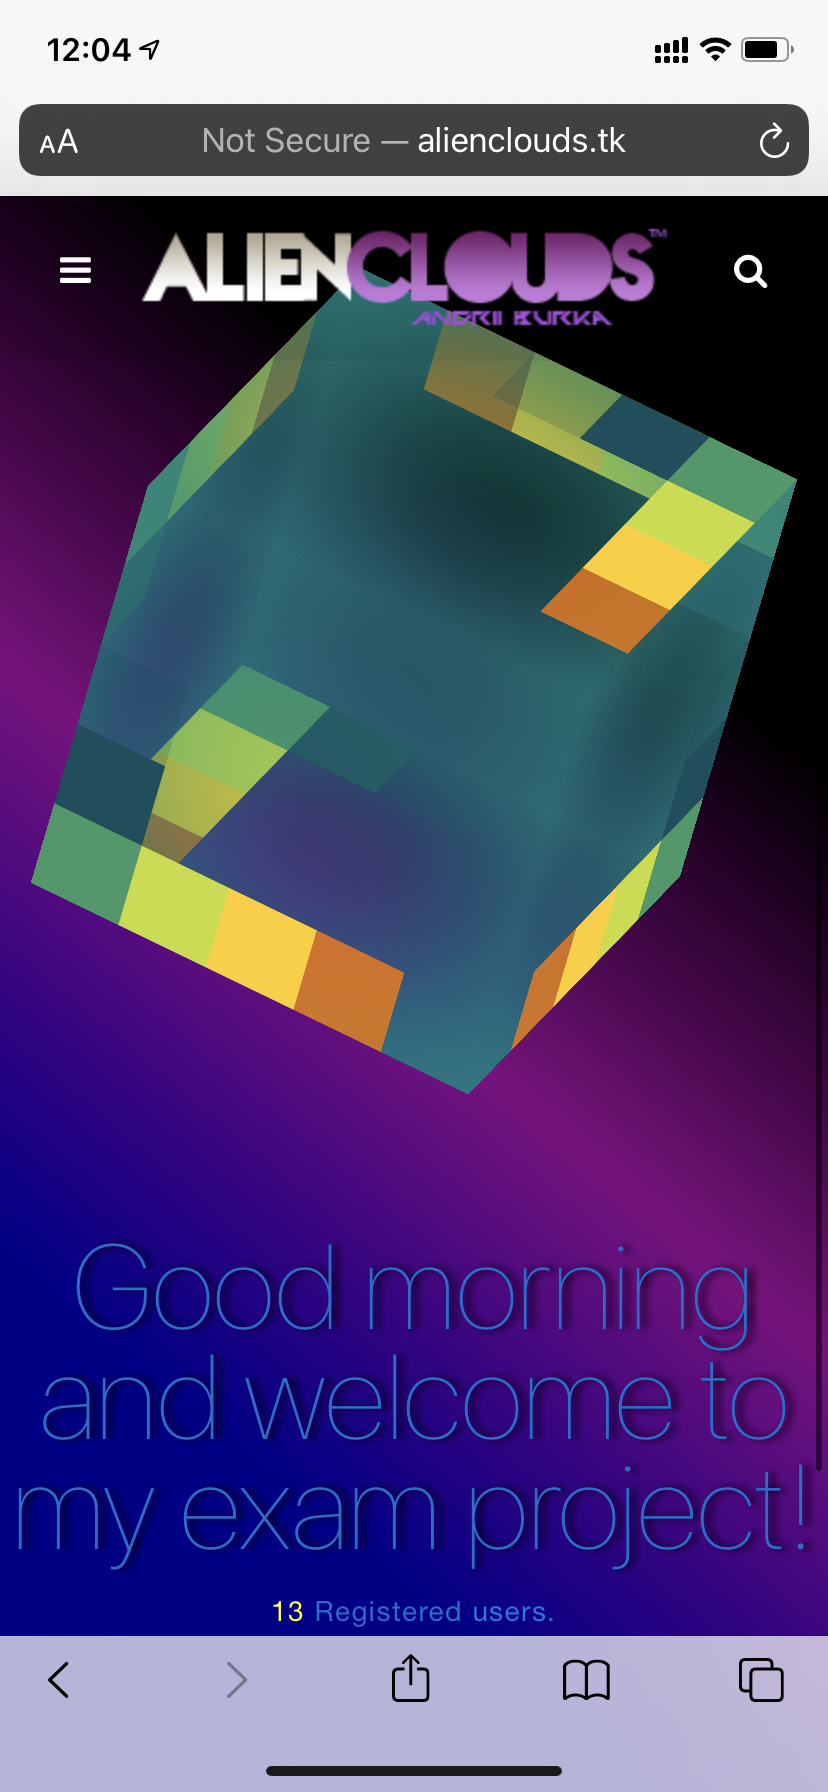 12:04
AA Not Secure — alienclouds.tk
ALIENCLOUDS™
ANDRII BURKA
Good morning
and welcome to
my exam project!
13 Registered users.